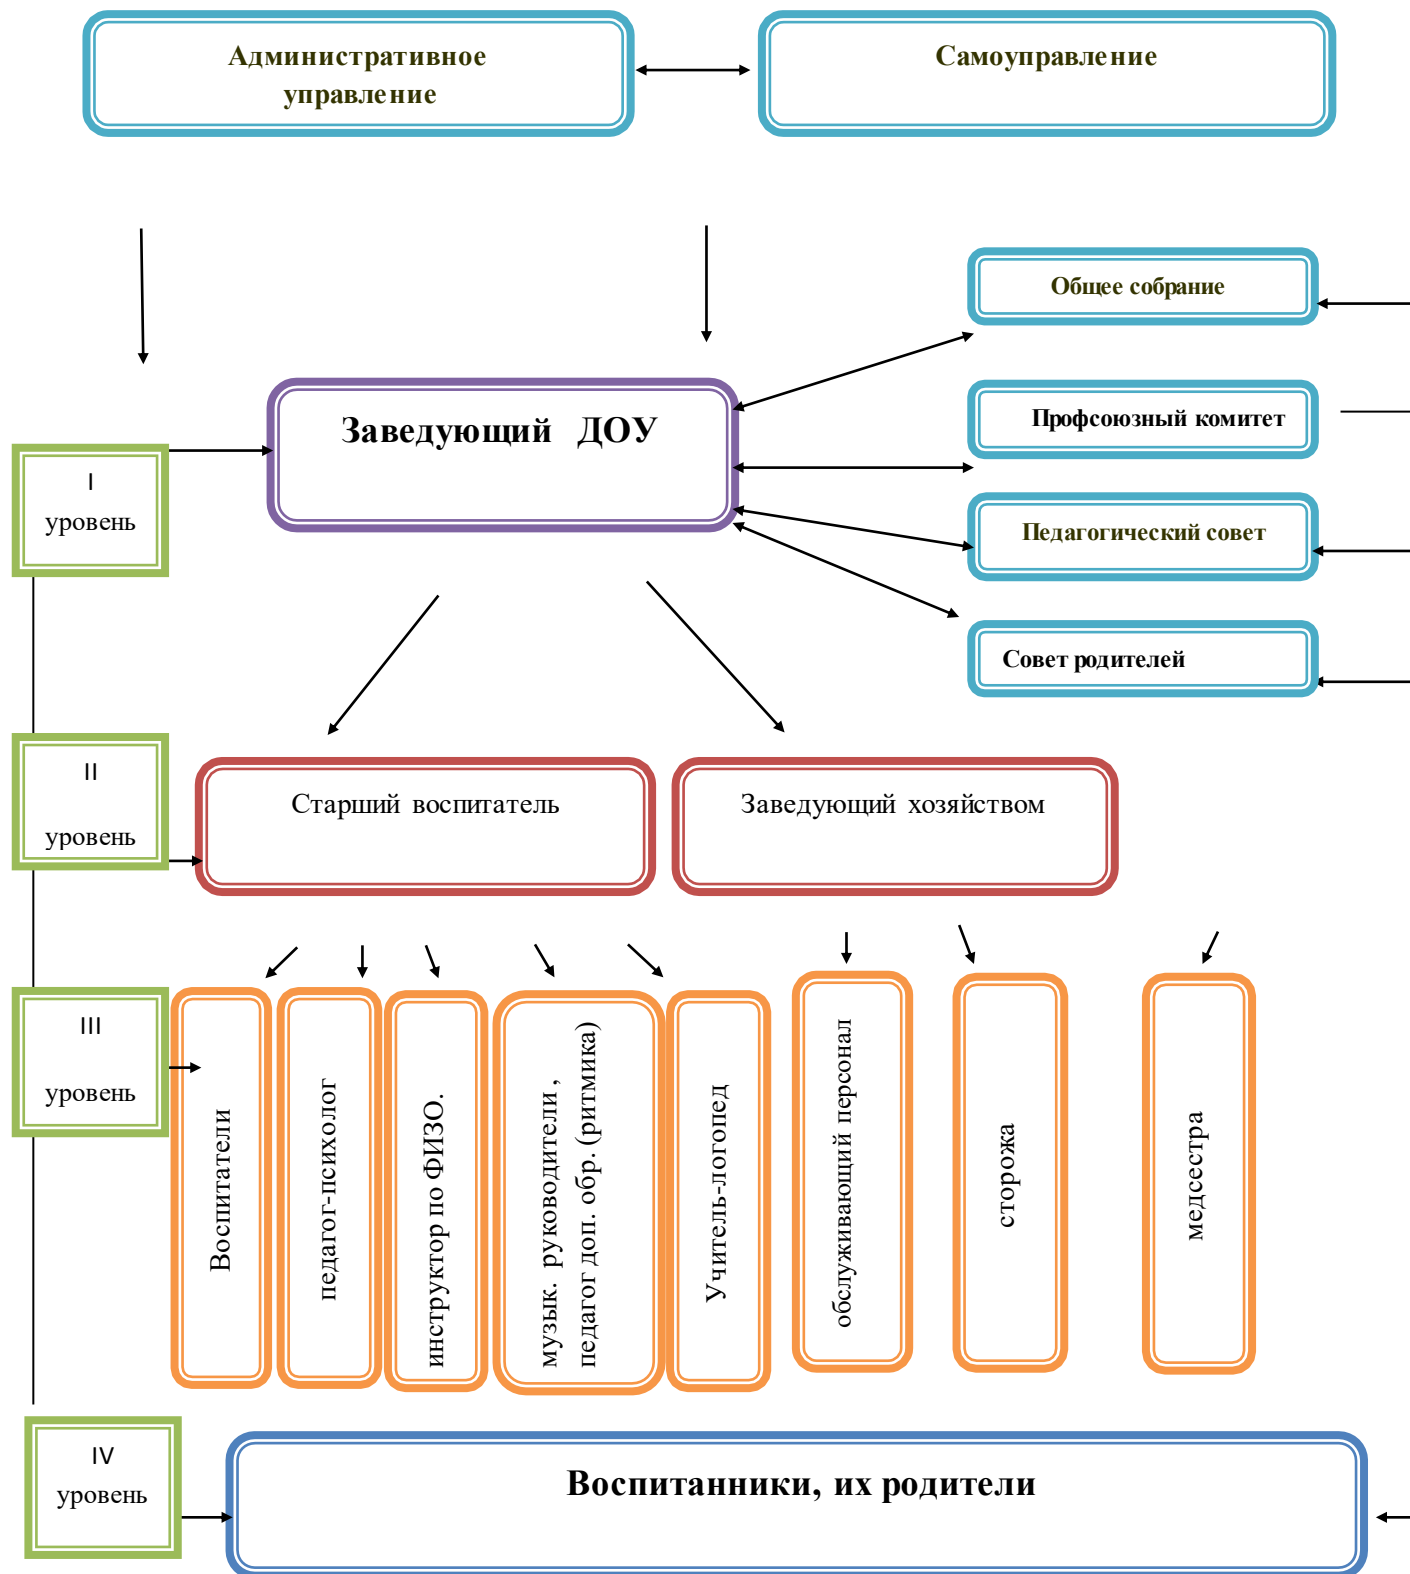 Административное
управление
Самоуправление
Общее собрание
Заведующий ДОУ
Профсоюзный комитет
I
уровень
Педагогический совет
Совет родителей
II
уровень
Старший воспитатель
Заведующий хозяйством
III
уровень
Воспитатели
педагог-психолог
инструктор по ФИЗО.
музык. руководители ,
педагог доп. обр. (ритмика)
Учитель-логопед
обслуживающий персонал
сторожа
медсестра
IV
уровень
Воспитанники, их родители